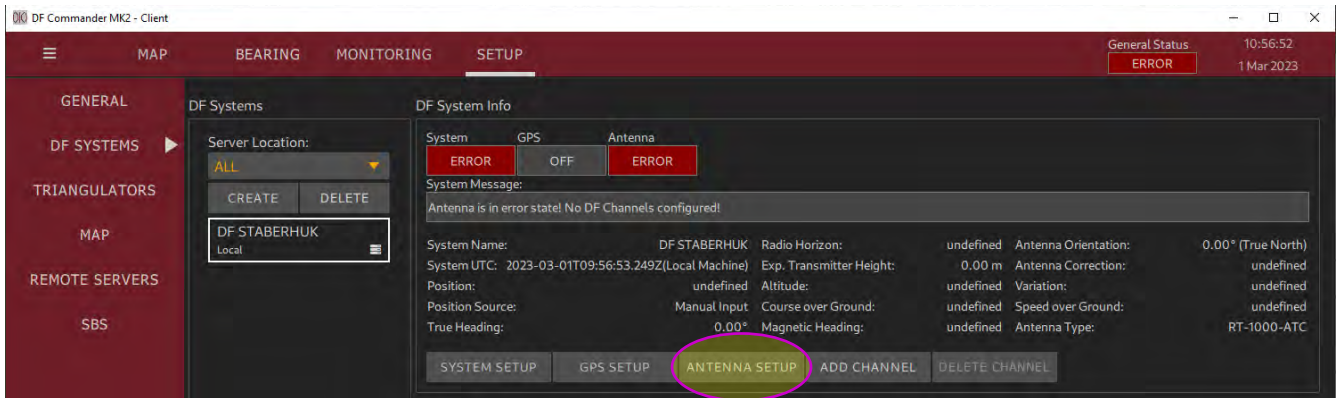 DF Commander MK2 - Client
MAP BEARING MONITORING SETUP General Status 10:56:52
ERROR 1 Mar 2023
GENERAL
DF SYSTEMS
TRIANGULATORS
MAP
REMOTE SERVERS
SBS
DF Systems
Server Location:
ALL
CREATE DELETE
DF STABERHUK
Local
DF System Info
System GPS Antenna
ERROR OFF ERROR
System Message:
Antenna is in error state! No DF Channels configured!
System Name: DF STABERHUK Radio Horizon: undefined Antenna Orientation: 0.00° (True North)
System UTC: 2023-03-01T09:56:53.249Z(Local Machine) Exp. Transmitter Height: 0.00 m Antenna Correction: undefined
Position: undefined Altitude: undefined Variation: undefined
Position Source: Manual Input Course over Ground: undefined Speed over Ground: undefined
True Heading: 0.00° Magnetic Heading: undefined Antenna Type: RT-1000-ATC
SYSTEM SETUP GPS SETUP ANTENNA SETUP ADD CHANNEL DELETE CHANNEL